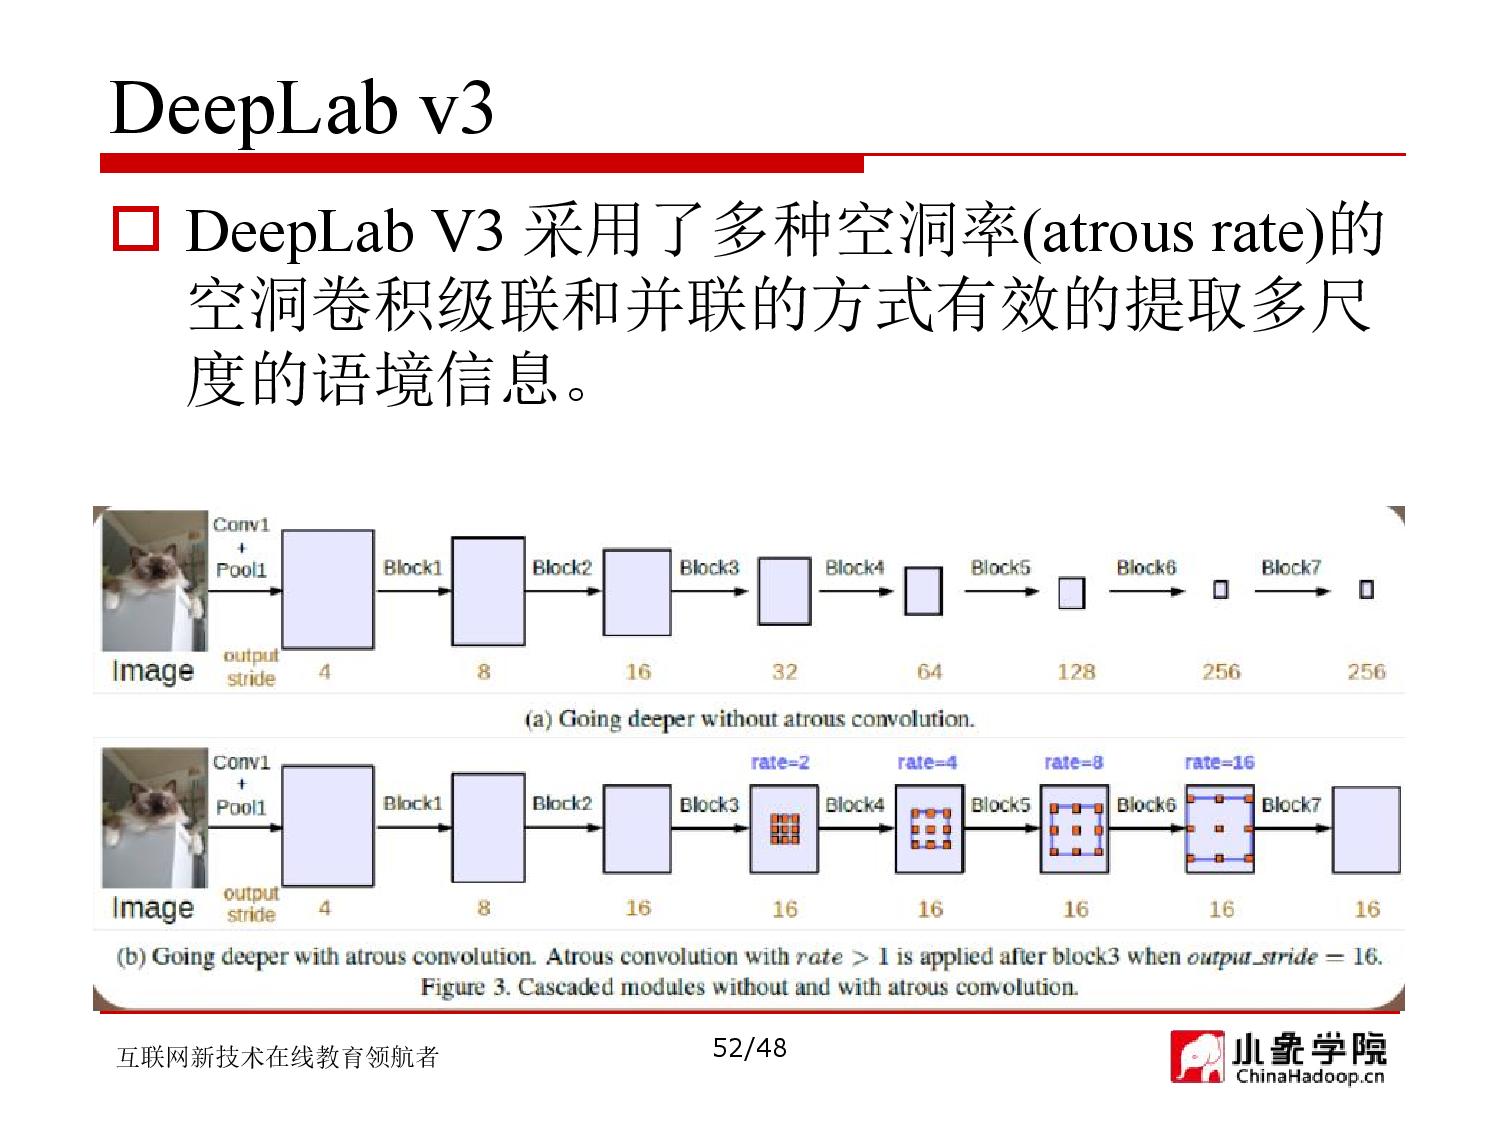 DeepLab v3
DeepLab V3 采用了多种空洞率(atrous rate)的
空洞卷积级联和并联的方式有效的提取多尺
度的语境信息。
Conv1
+
Pool1
Block1 Block2 Block3 Block4 Block5 Block6 Block7
Image
output
stride
4 8 16 32 64 128 256 256
(a) Going deeper without atrous convolution.
rate=2 rate=4 rate=8 rate=16
Conv1
+
Pool1
Block1 Block2 Block3 Block4 Block5 Block6 Block7
Image
output
stride
4 8 16 16 16 16 16 16
(b) Going deeper with atrous convolution. Atrous convolution with rate > 1 is applied after block3 when output_stride = 16.
Figure 3. Cascaded modules without and with atrous convolution.
互联网新技术在线教育领航者
52/48
小象学院
ChinaHadoop.cn